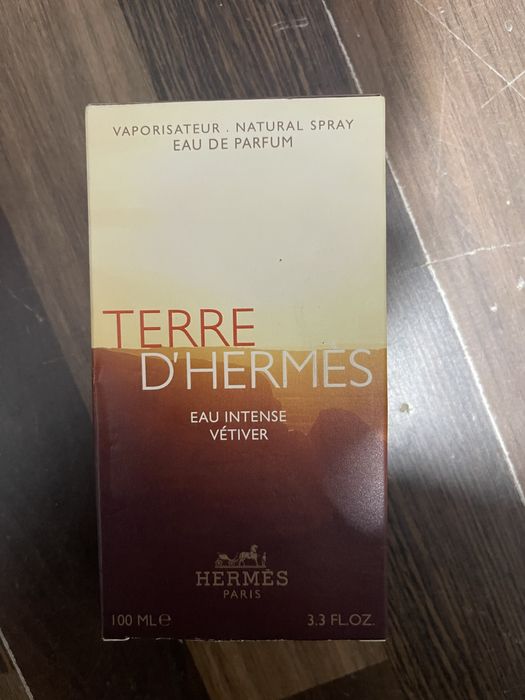 VAPORISATEUR . NATURAL SPRAY
EAU DE PARFUM
TERRE
D'HERMES
EAU INTENSE
VÉTIVER
HERMÈS
PARIS
100 ML℮ 3.3 FL.OZ.